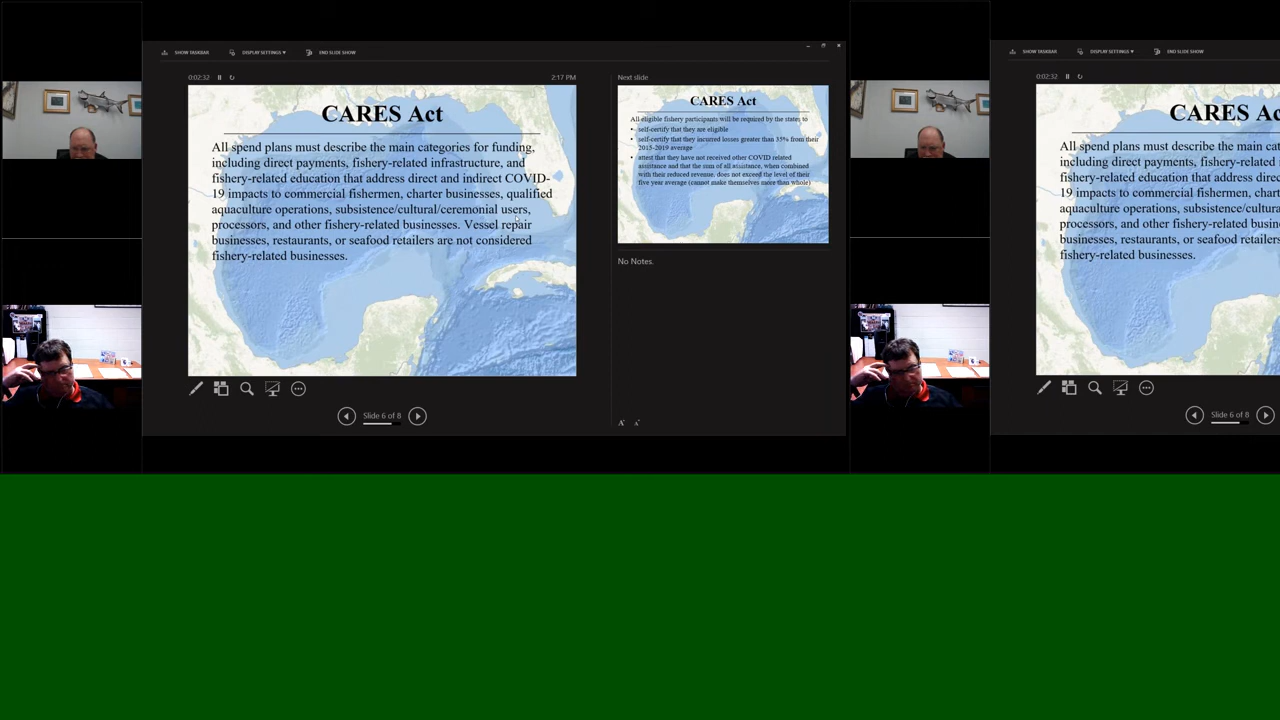 SHOW TASKBAR DISPLAY SETTINGS ▾ END SLIDE SHOW
0:02:32 2:17 PM
CARES Act
All spend plans must describe the main categories for funding,
including direct payments, fishery-related infrastructure, and
fishery-related education that address direct and indirect COVID-
19 impacts to commercial fishermen, charter businesses, qualified
aquaculture operations, subsistence/cultural/ceremonial users,
processors, and other fishery-related businesses. Vessel repair
businesses, restaurants, or seafood retailers are not considered
fishery-related businesses.
Slide 6 of 8
Next slide
CARES Act
All eligible fishery participants will be required by the states to
• self-certify that they are eligible
• self-certify that they incurred losses greater than 35% from their
2015-2019 average
• attest that they have not received other COVID related
assistance and that the sum of all assistance, when combined
with their reduced revenue, does not exceed the level of their
five year average (cannot make themselves more than whole)
No Notes.
A A
SHOW TASKBAR DISPLAY SETTINGS ▾ END SLIDE SHOW
0:02:32
CARES Ac
All spend plans must describe the main
including direct payments, fishery-related i
fishery-related education that address direc
19 impacts to commercial fishermen, chart
aquaculture operations, subsistence/cultura
processors, and other fishery-related busine
businesses, restaurants, or seafood retailers
fishery-related businesses.
Slide 6 of 8